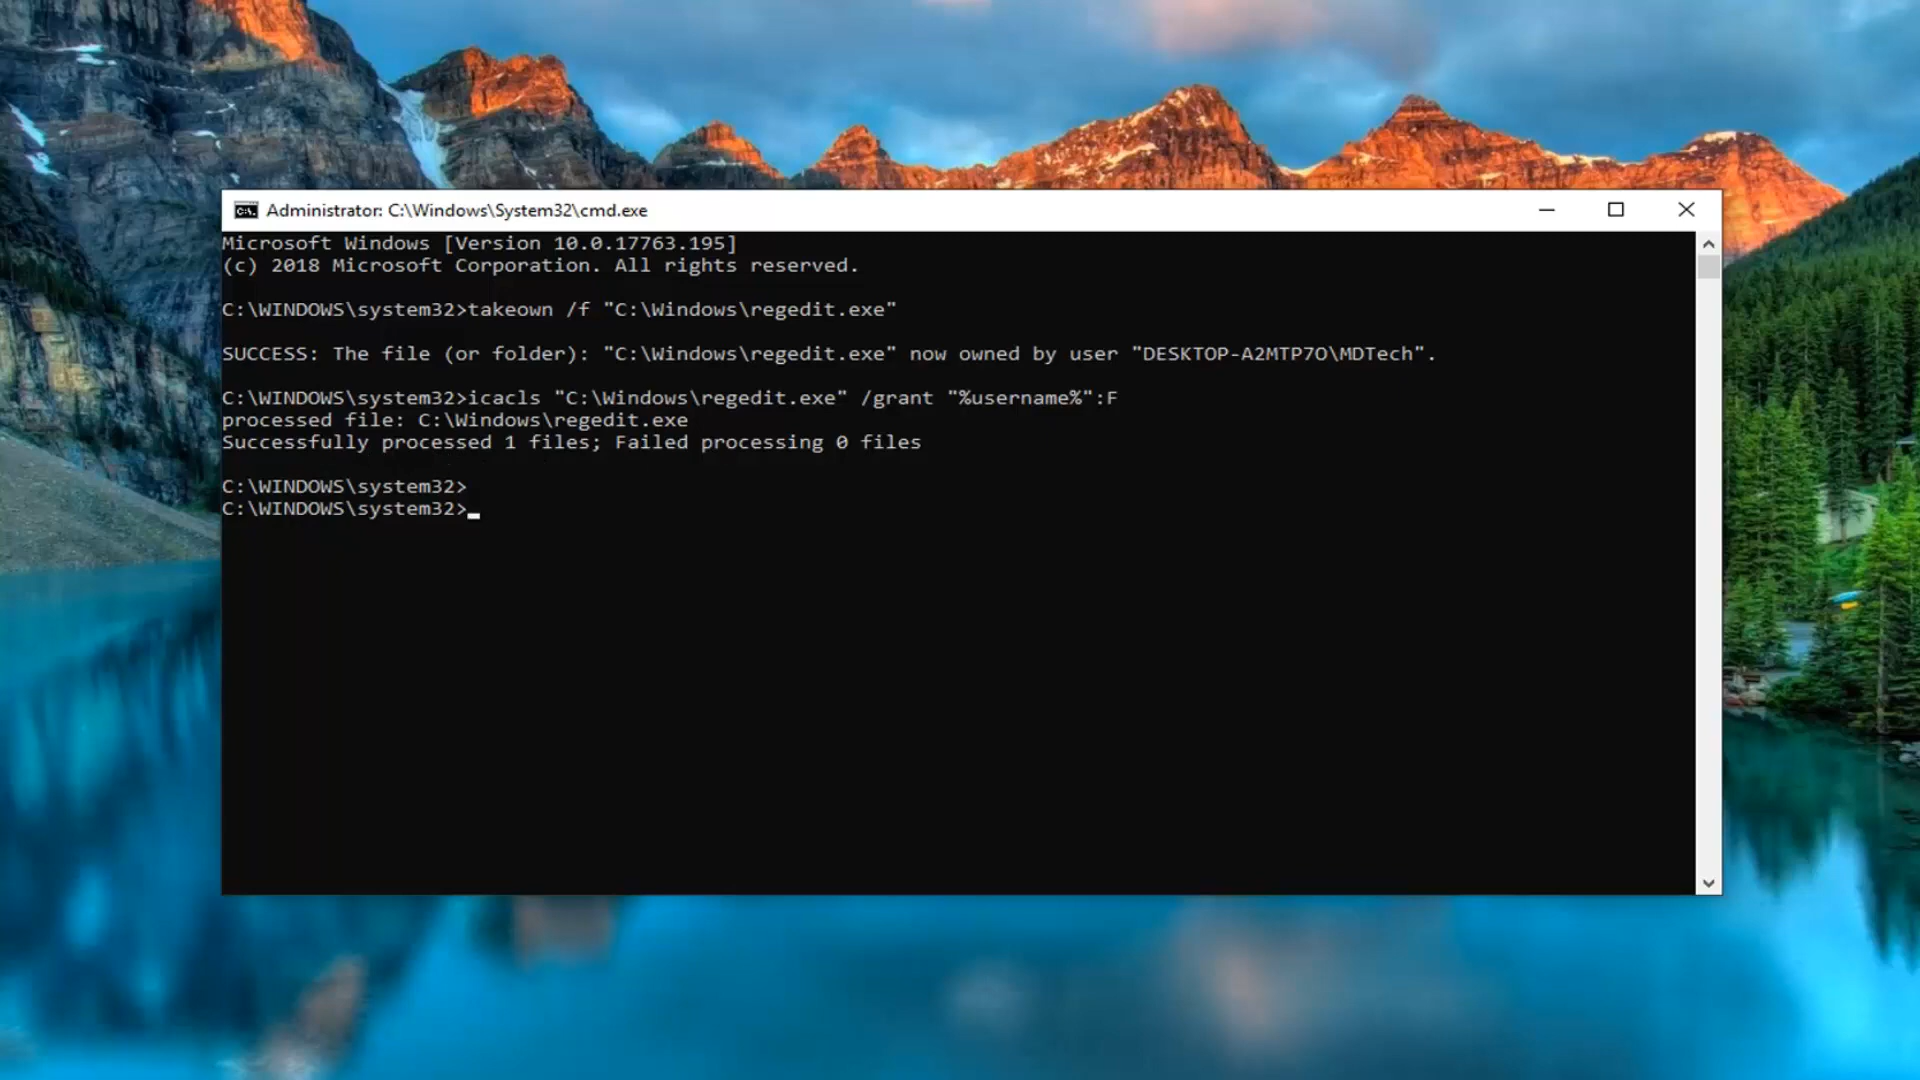 Administrator: C:\Windows\System32\cmd.exe
Microsoft Windows [Version 10.0.17763.195]
(c) 2018 Microsoft Corporation. All rights reserved.
C:\WINDOWS\system32>takeown /f "C:\Windows\regedit.exe"
SUCCESS: The file (or folder): "C:\Windows\regedit.exe" now owned by user "DESKTOP-A2MTP7O\MDTech".
C:\WINDOWS\system32>icacls "C:\Windows\regedit.exe" /grant "%username%":F
processed file: C:\Windows\regedit.exe
Successfully processed 1 files; Failed processing 0 files
C:\WINDOWS\system32>
C:\WINDOWS\system32>